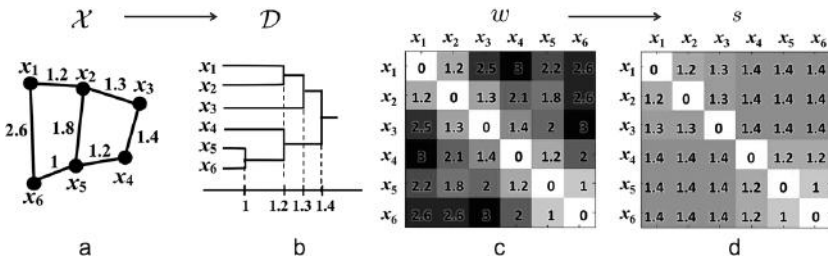 𝒳 𝒟 w s
x1 x2 x3 x4 x5 x6 x1 x2 x3 x4 x5 x6
x1 1.2 x2 1.3 x3
2.6 1.8 1.4
1 1.2
x6 x5 x4
a
x1
x2
x3
x4
x5
x6
1 1.2 1.3 1.4
b
x1 0 1.2 2.5 3 2.2 2.6
x2 1.2 0 1.3 2.1 1.8 2.6
x3 2.5 1.3 0 1.4 2 3
x4 3 2.1 1.4 0 1.2 2
x5 2.2 1.8 2 1.2 0 1
x6 2.6 2.6 3 2 1 0
c
x1 0 1.2 1.3 1.4 1.4 1.4
x2 1.2 0 1.3 1.4 1.4 1.4
x3 1.3 1.3 0 1.4 1.4 1.4
x4 1.4 1.4 1.4 0 1.2 1.2
x5 1.4 1.4 1.4 1.2 0 1
x6 1.4 1.4 1.4 1.2 1 0
d